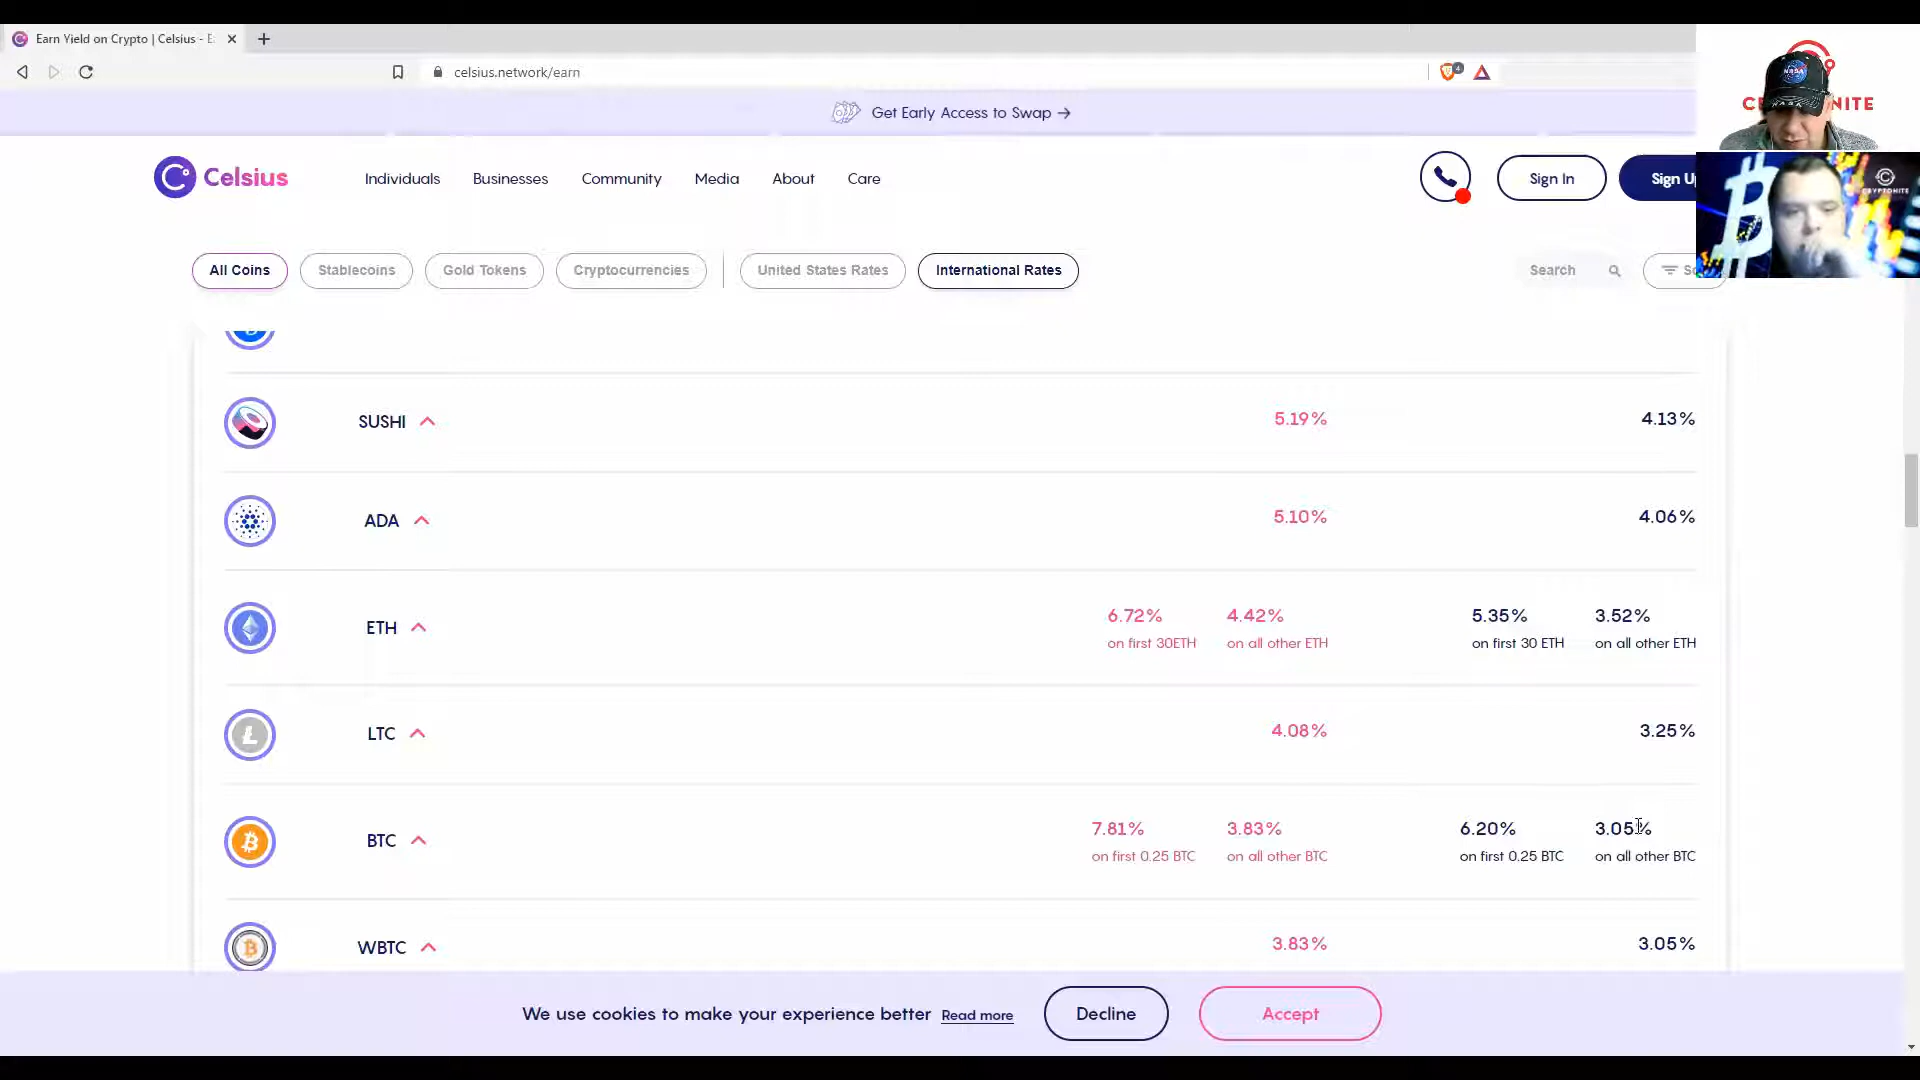 Earn Yield on Crypto | Celsius - E
celsius.network/earn
4
Get Early Access to Swap →
Celsius
Individuals
Businesses
Community
Media
About
Care
Sign In
Sign U
NASA
CRYPTONITE
All Coins
Stablecoins
Gold Tokens
Cryptocurrencies
United States Rates
International Rates
Search
SUSHI
5.19%
4.13%
ADA
5.10%
4.06%
ETH
6.72%
4.42%
5.35%
3.52%
on first 30ETH
on all other ETH
on first 30 ETH
on all other ETH
LTC
4.08%
3.25%
BTC
7.81%
3.83%
6.20%
3.05%
on first 0.25 BTC
on all other BTC
on first 0.25 BTC
on all other BTC
WBTC
3.83%
3.05%
We use cookies to make your experience better Read more
Decline
Accept